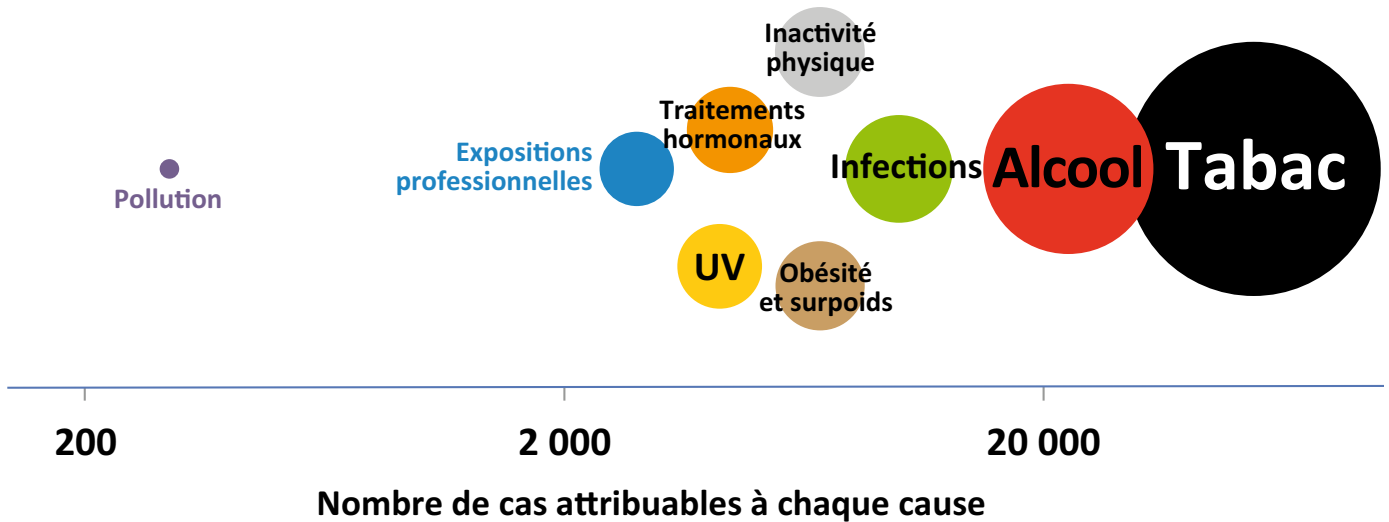 Inactivité
physique
Traitements
hormonaux
Expositions
professionnelles
Pollution
Infections
Alcool
Tabac
UV
Obésité
et surpoids
200
2 000
20 000
Nombre de cas attribuables à chaque cause